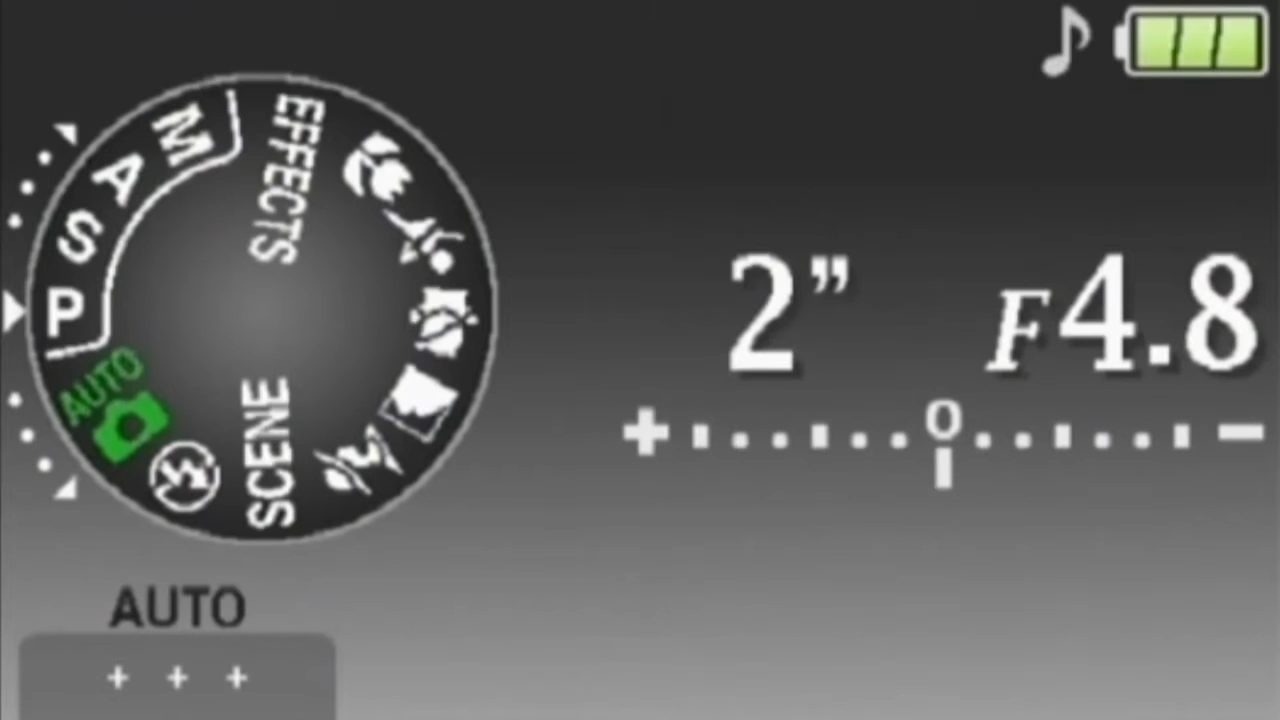 EFFECTS
M
A
S
P
AUTO
SCENE
2” F4.8
+ 0 −
AUTO
+ + +